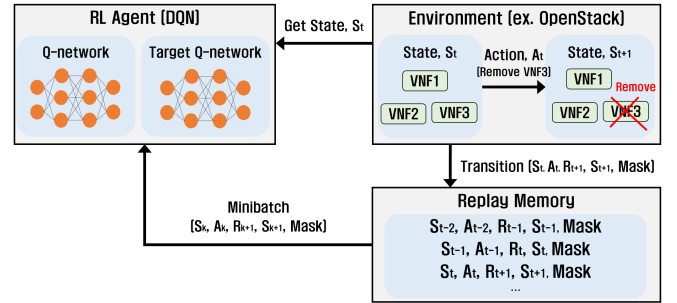 RL Agent (DQN)
Q-network
Target Q-network
Get State, St
Environment (ex. OpenStack)
State, St
VNF1
VNF2
VNF3
Action, At
(Remove VNF3)
State, St+1
VNF1
Remove
VNF2
VNF3
Transition (St, At, Rt+1, St+1, Mask)
Minibatch
(Sk, Ak, Rk+1, Sk+1, Mask)
Replay Memory
St-2, At-2, Rt-1, St-1, Mask
St-1, At-1, Rt, St, Mask
St, At, Rt+1, St+1, Mask
...